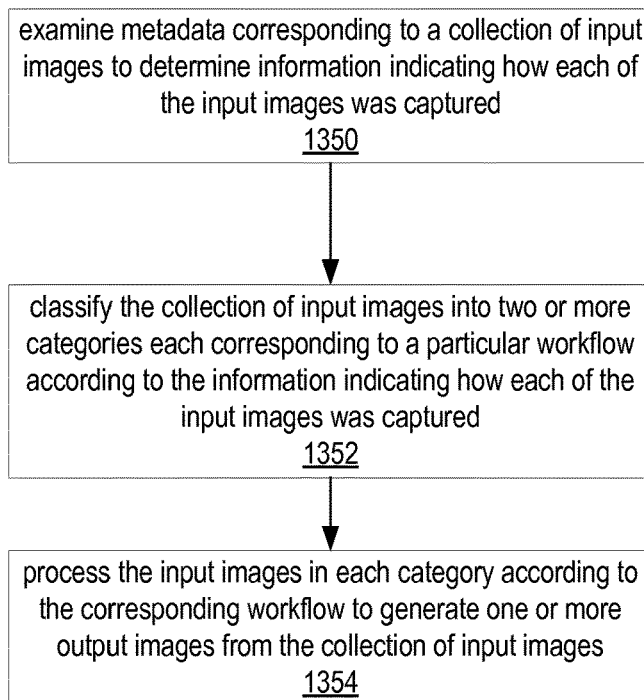 examine metadata corresponding to a collection of input
images to determine information indicating how each of
the input images was captured
1350
classify the collection of input images into two or more
categories each corresponding to a particular workflow
according to the information indicating how each of the
input images was captured
1352
process the input images in each category according to
the corresponding workflow to generate one or more
output images from the collection of input images
1354